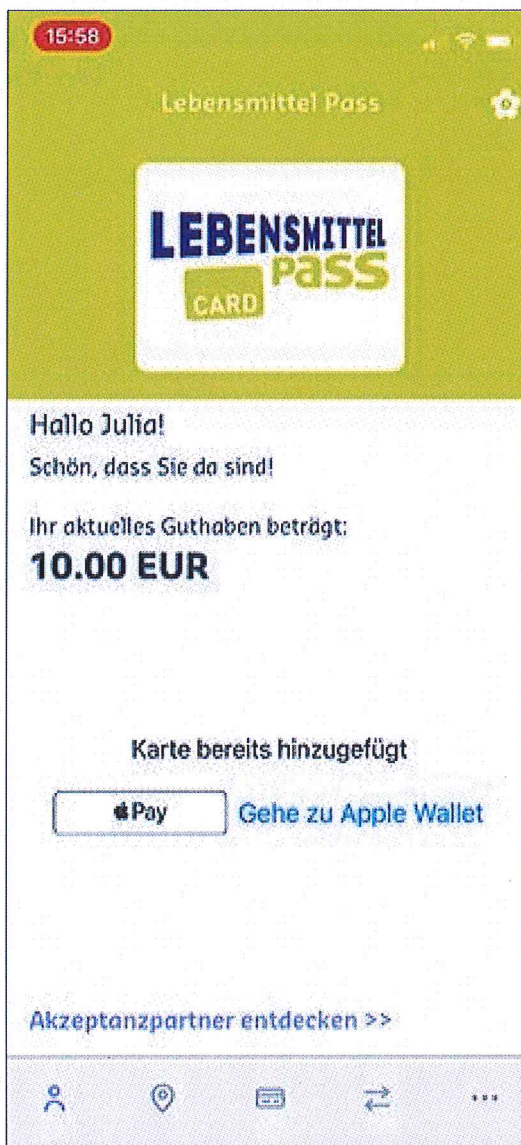 15:58
Lebensmittel Pass
LEBENSMITTEL
pass
CARD
Hallo Julia!
Schön, dass Sie da sind!
Ihr aktuelles Guthaben beträgt:
10.00 EUR
Karte bereits hinzugefügt
Pay Gehe zu Apple Wallet
Akzeptanzpartner entdecken >>